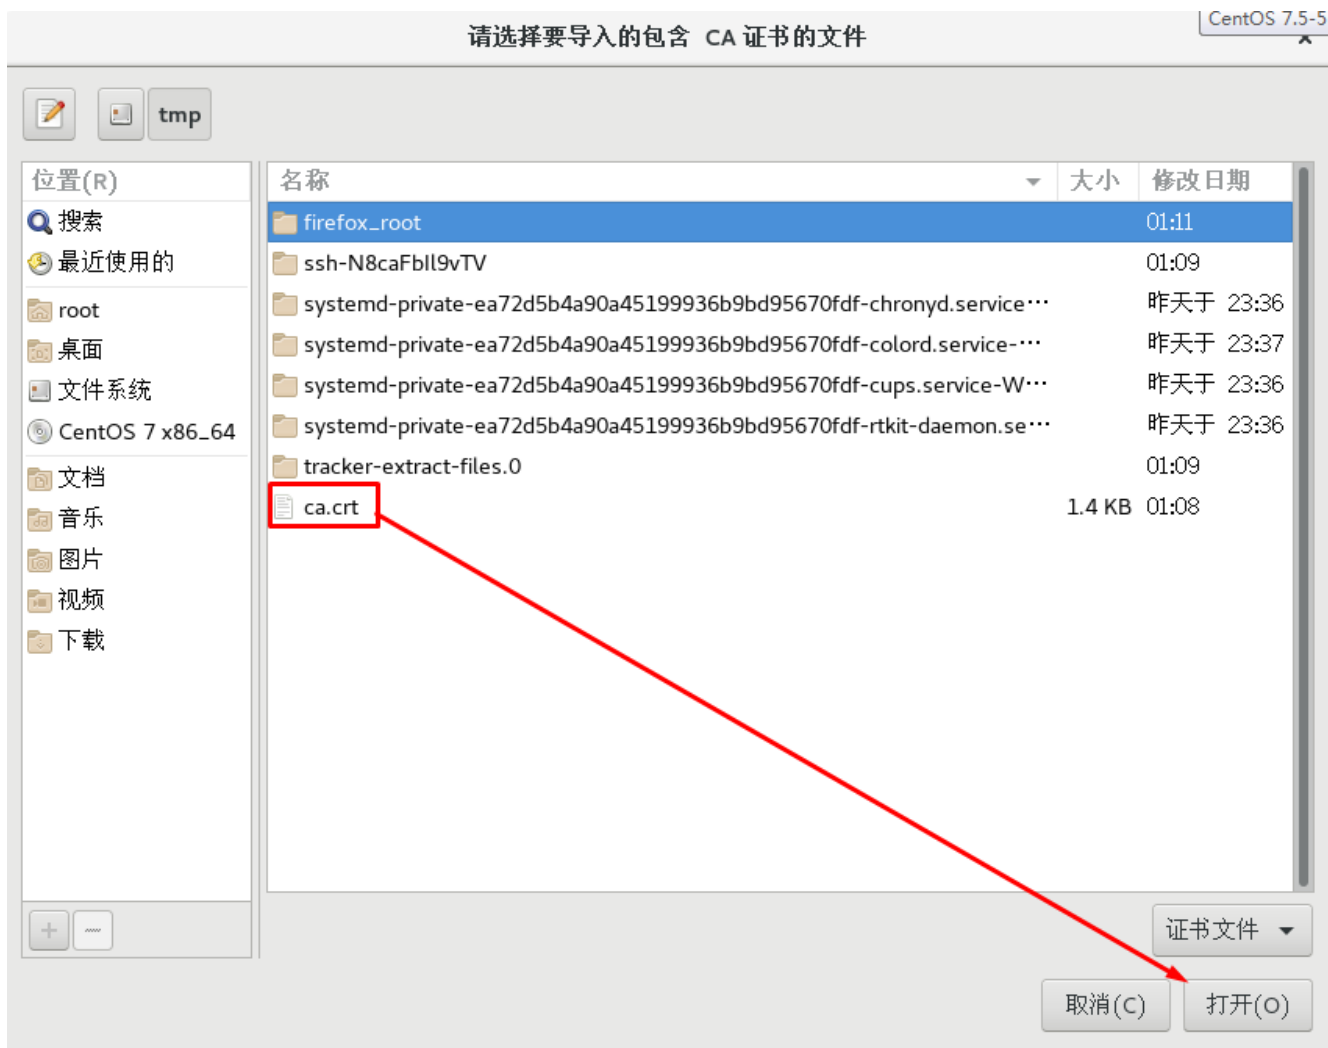 CentOS 7.5-5
请选择要导入的包含 CA 证书的文件
tmp
位置(R)
搜索
最近使用的
root
桌面
文件系统
CentOS 7 x86_64
文档
音乐
图片
视频
下载
名称 大小 修改日期
firefox_root 01:11
ssh-N8caFbIl9vTV 01:09
systemd-private-ea72d5b4a90a45199936b9bd95670fdf-chronyd.service… 昨天于 23:36
systemd-private-ea72d5b4a90a45199936b9bd95670fdf-colord.service-… 昨天于 23:37
systemd-private-ea72d5b4a90a45199936b9bd95670fdf-cups.service-W… 昨天于 23:36
systemd-private-ea72d5b4a90a45199936b9bd95670fdf-rtkit-daemon.se… 昨天于 23:36
tracker-extract-files.0 01:09
ca.crt 1.4 KB 01:08
证书文件
取消(C) 打开(O)